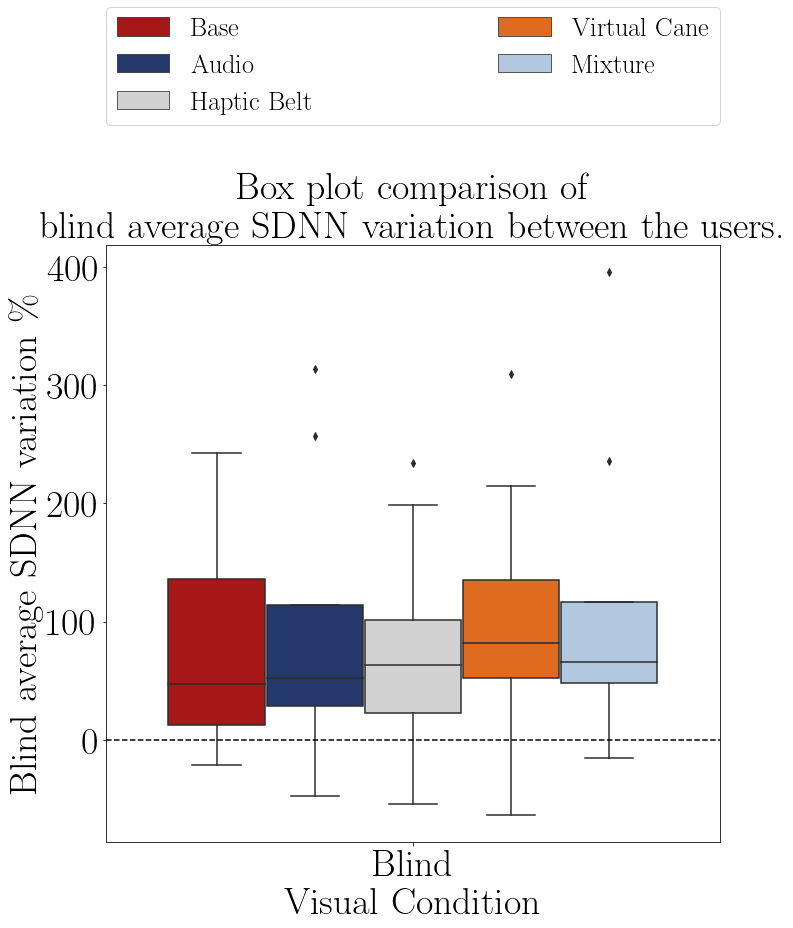 Base
Audio
Haptic Belt
Virtual Cane
Mixture
Box plot comparison of
blind average SDNN variation between the users.
Blind average SDNN variation %
400
300
200
100
0
Blind
Visual Condition